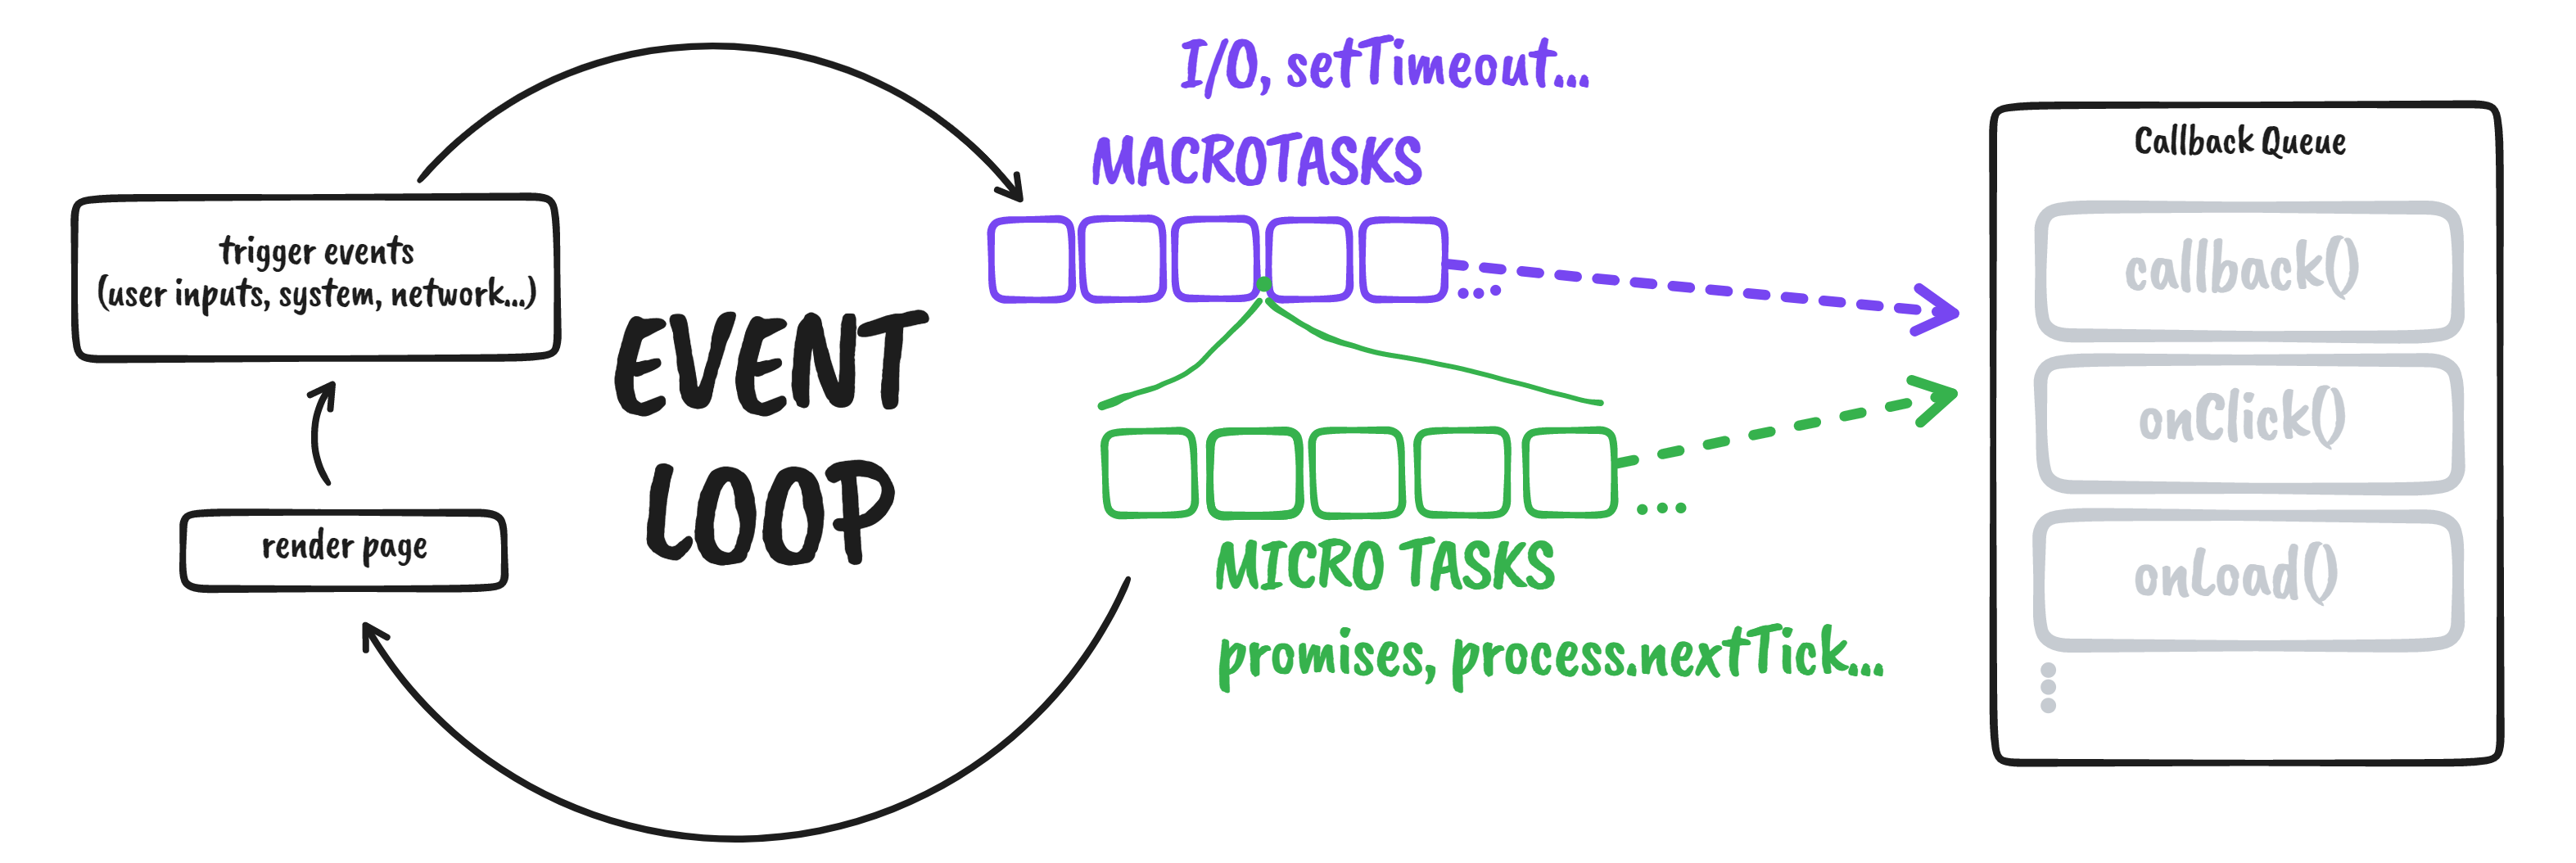 I/O, setTimeout...
MACROTASKS
trigger events
(user inputs, system, network...)
EVENT
LOOP
render page
MICRO TASKS
promises, process.nextTick...
Callback Queue
callback()
onClick()
onLoad()